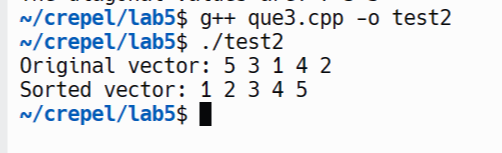 ~/crepel/lab5$ g++ que3.cpp -o test2
~/crepel/lab5$ ./test2
Original vector: 5 3 1 4 2
Sorted vector: 1 2 3 4 5
~/crepel/lab5$